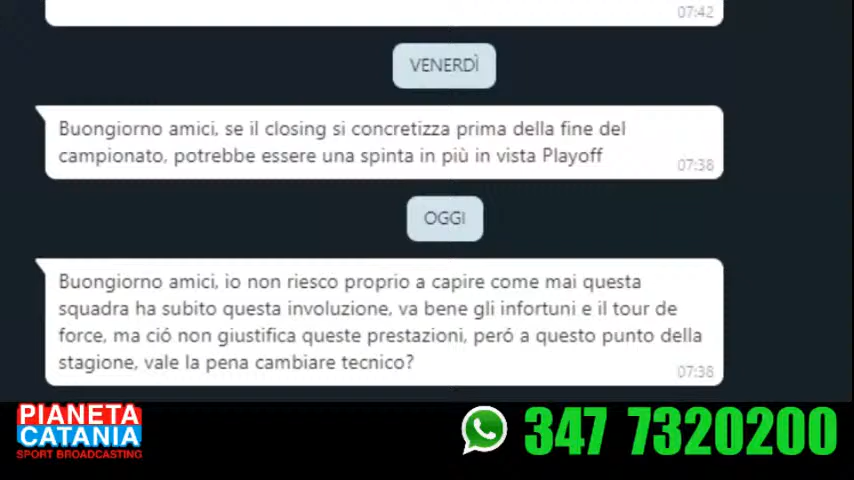 07:42
VENERDÌ
Buongiorno amici, se il closing si concretizza prima della fine del
campionato, potrebbe essere una spinta in più in vista Playoff
07:38
OGGI
Buongiorno amici, io non riesco proprio a capire come mai questa
squadra ha subito questa involuzione, va bene gli infortuni e il tour de
force, ma ció non giustifica queste prestazioni, peró a questo punto della
stagione, vale la pena cambiare tecnico?
07:38
PIANETA
CATANIA
SPORT BROADCASTING
347 7320200